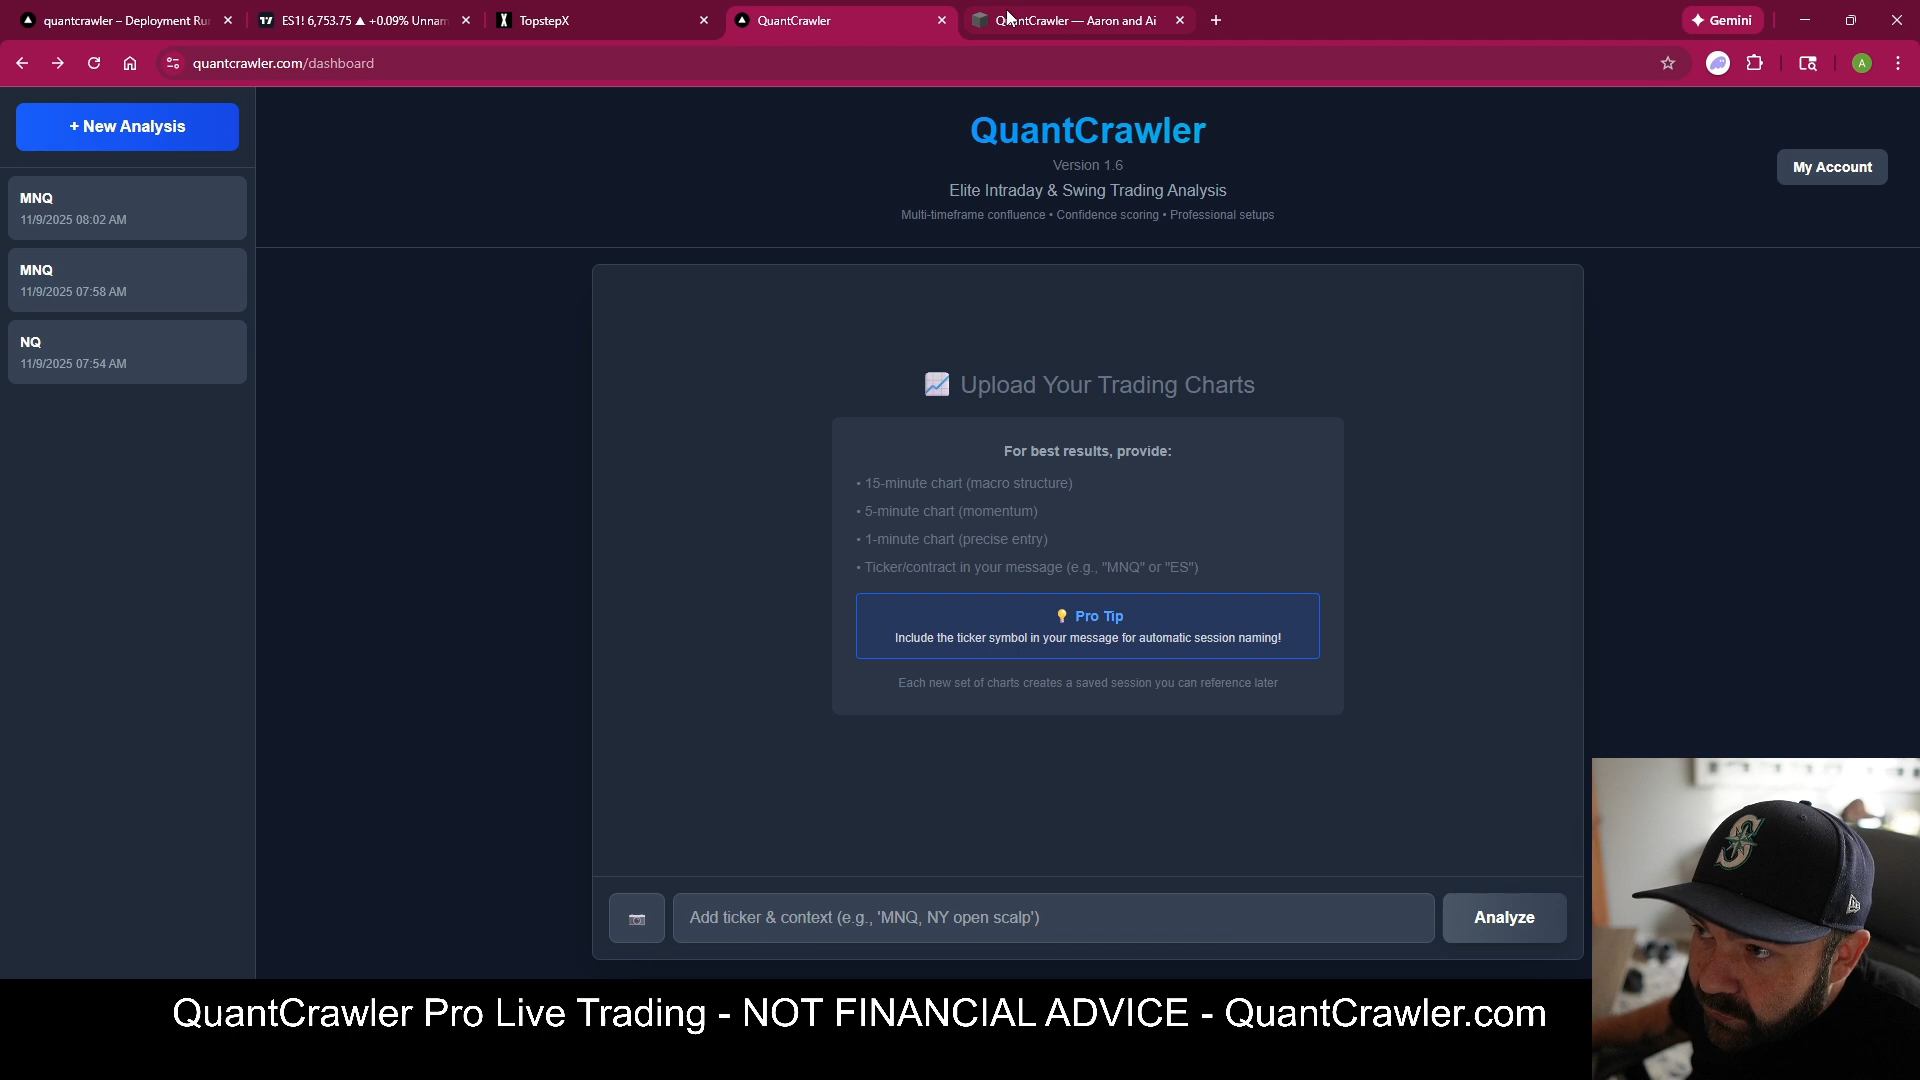 quantcrawler – Deployment Ru
ES1! 6,753.75 ▲ +0.09% Unnam
TopstepX
QuantCrawler
QuantCrawler — Aaron and Ai
Gemini
quantcrawler.com/dashboard
A
+ New Analysis
MNQ
11/9/2025 08:02 AM
MNQ
11/9/2025 07:58 AM
NQ
11/9/2025 07:54 AM
QuantCrawler
Version 1.6
Elite Intraday & Swing Trading Analysis
Multi-timeframe confluence • Confidence scoring • Professional setups
My Account
📈 Upload Your Trading Charts
For best results, provide:
• 15-minute chart (macro structure)
• 5-minute chart (momentum)
• 1-minute chart (precise entry)
• Ticker/contract in your message (e.g., "MNQ" or "ES")
💡 Pro Tip
Include the ticker symbol in your message for automatic session naming!
Each new set of charts creates a saved session you can reference later
Add ticker & context (e.g., 'MNQ, NY open scalp')
Analyze
S
QuantCrawler Pro Live Trading - NOT FINANCIAL ADVICE - QuantCrawler.com